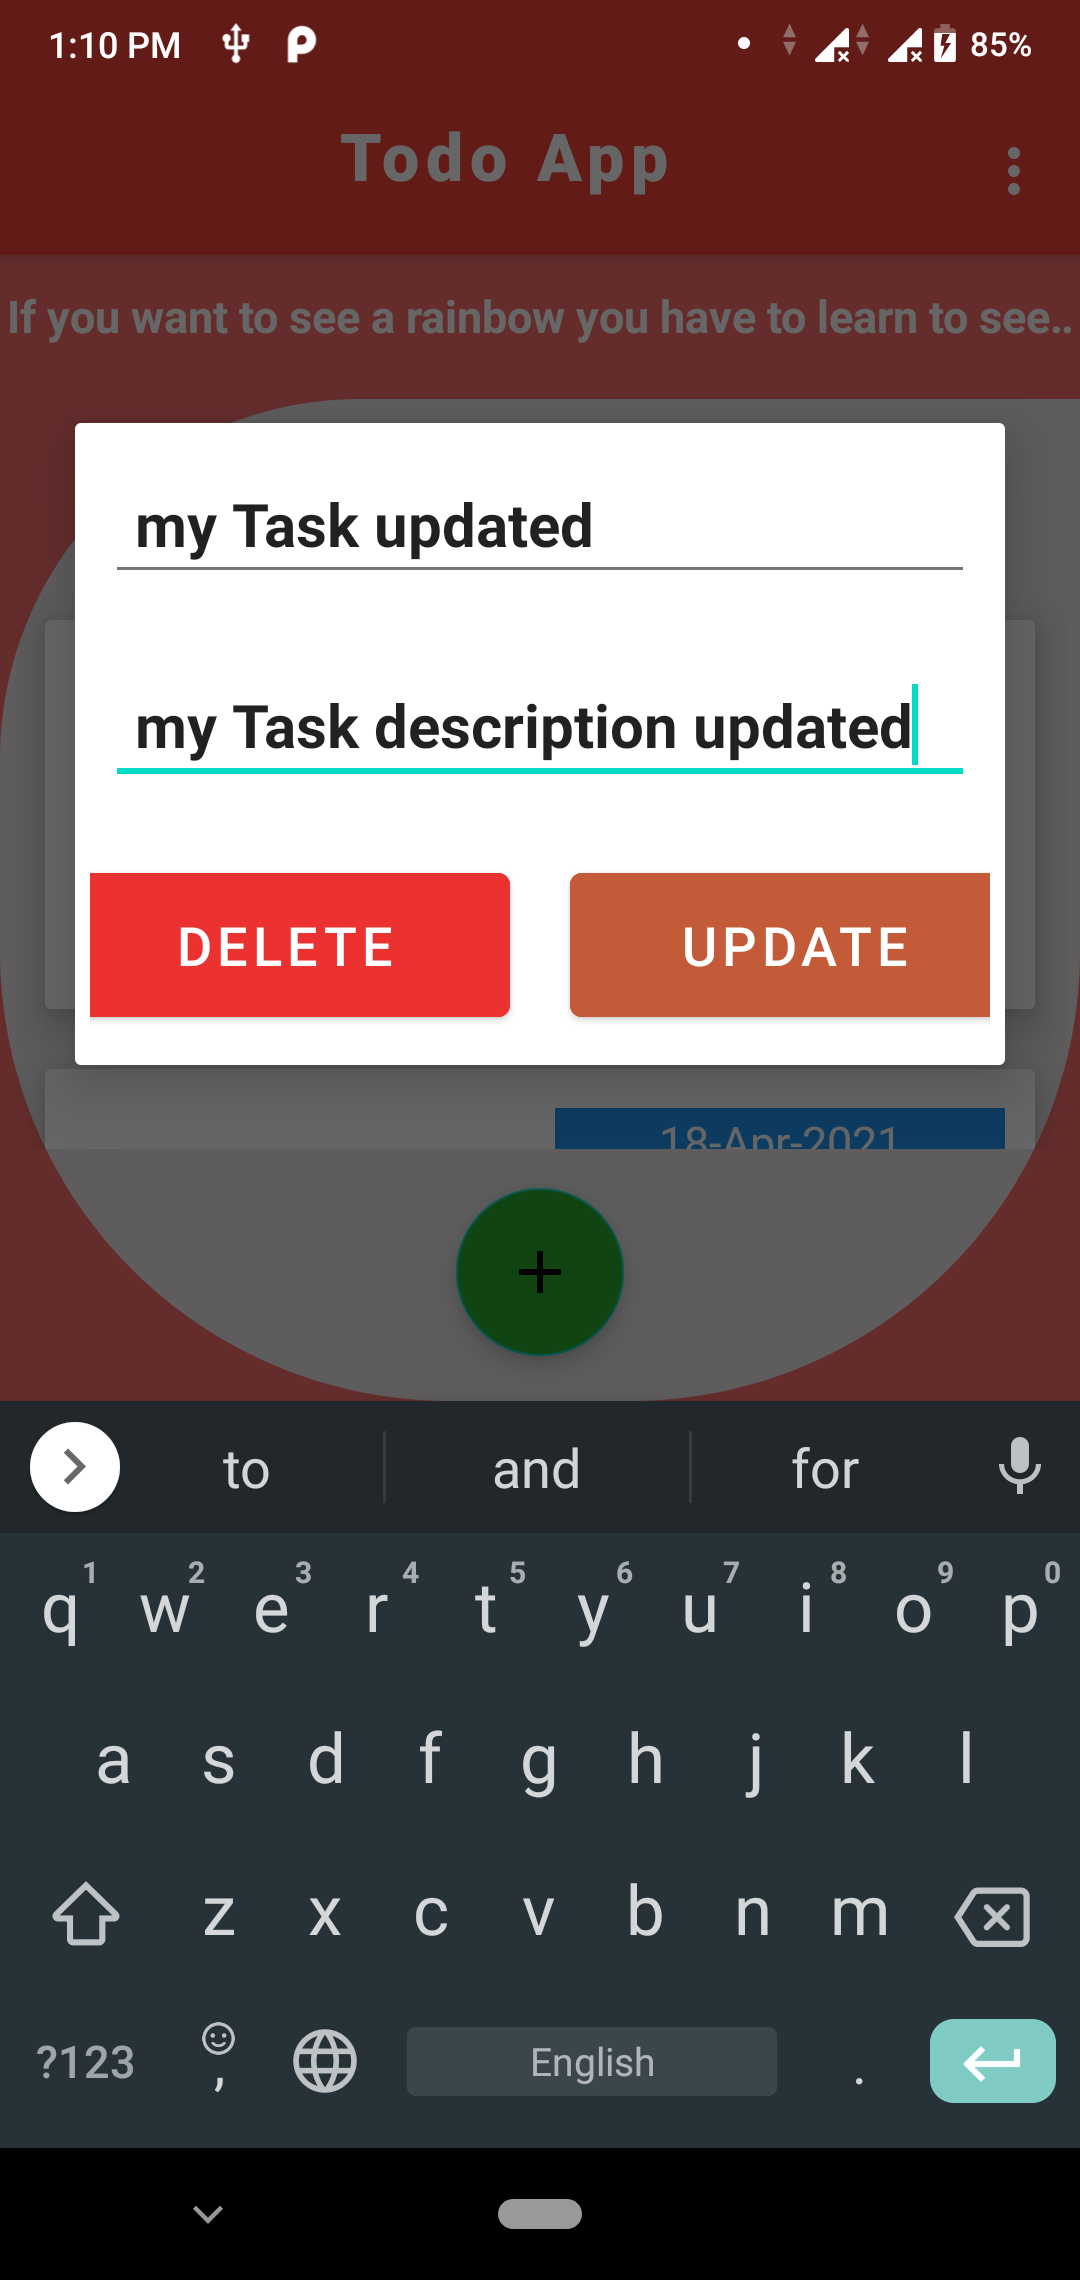 1:10 PM 85%
Todo App
If you want to see a rainbow you have to learn to see..
my Task updated
my Task description updated
DELETE UPDATE
18-Apr-2021
to and for
1 2 3 4 5 6 7 8 9 0
q w e r t y u i o p
a s d f g h j k l
z x c v b n m
?123 , English .